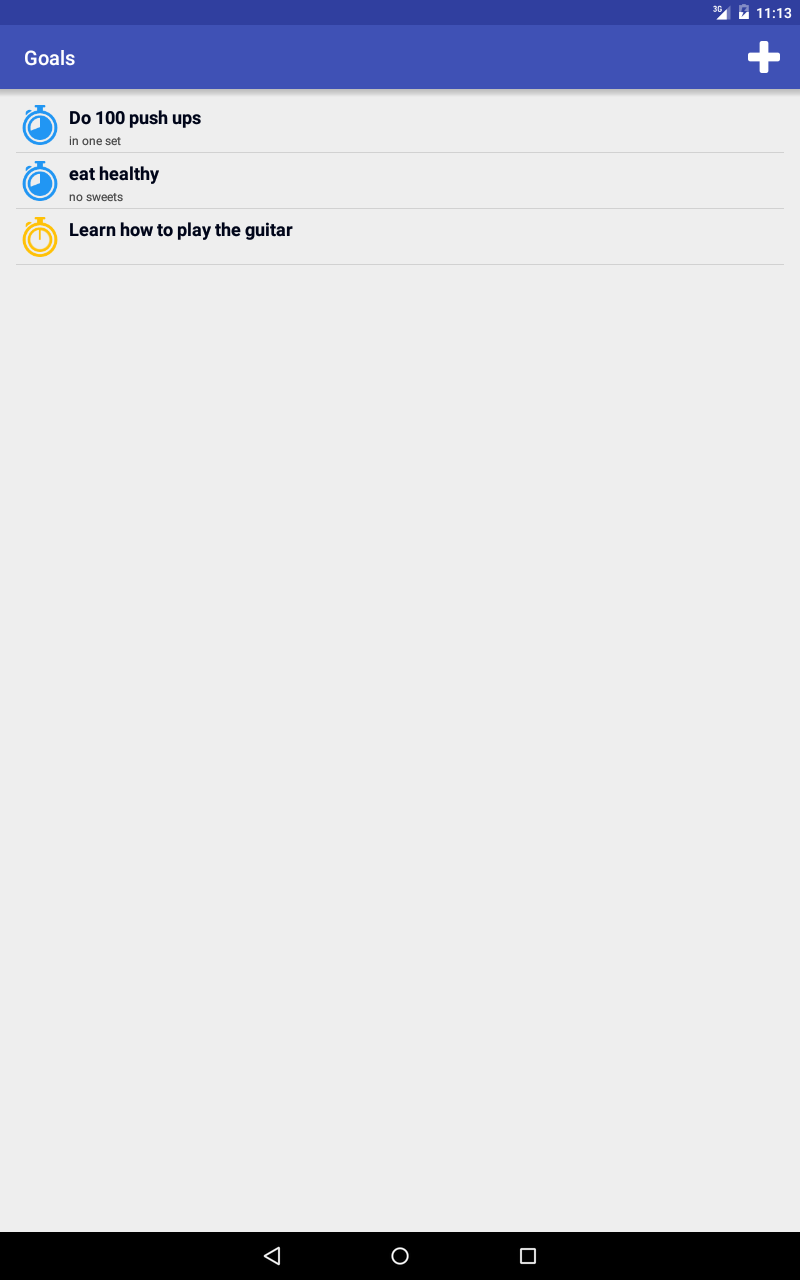 3G 11:13
Goals
Do 100 push ups
in one set
eat healthy
no sweets
Learn how to play the guitar